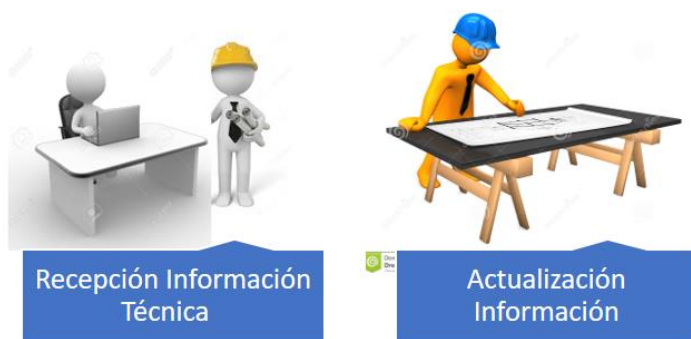 Recepción Información
Técnica
Actualización
Información